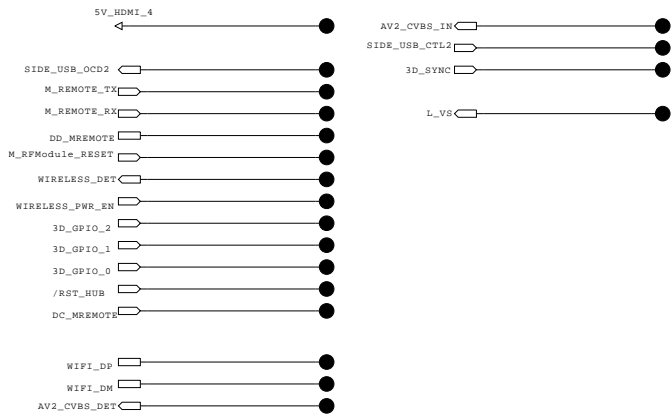 5V_HDMI_4
SIDE_USB_OCD2
M_REMOTE_TX
M_REMOTE_RX
DD_MREMOTE
M_RFModule_RESET
WIRELESS_DET
WIRELESS_PWR_EN
3D_GPIO_2
3D_GPIO_1
3D_GPIO_0
/RST_HUB
DC_MREMOTE
WIFI_DP
WIFI_DM
AV2_CVBS_DET
AV2_CVBS_IN
SIDE_USB_CTL2
3D_SYNC
L_VS